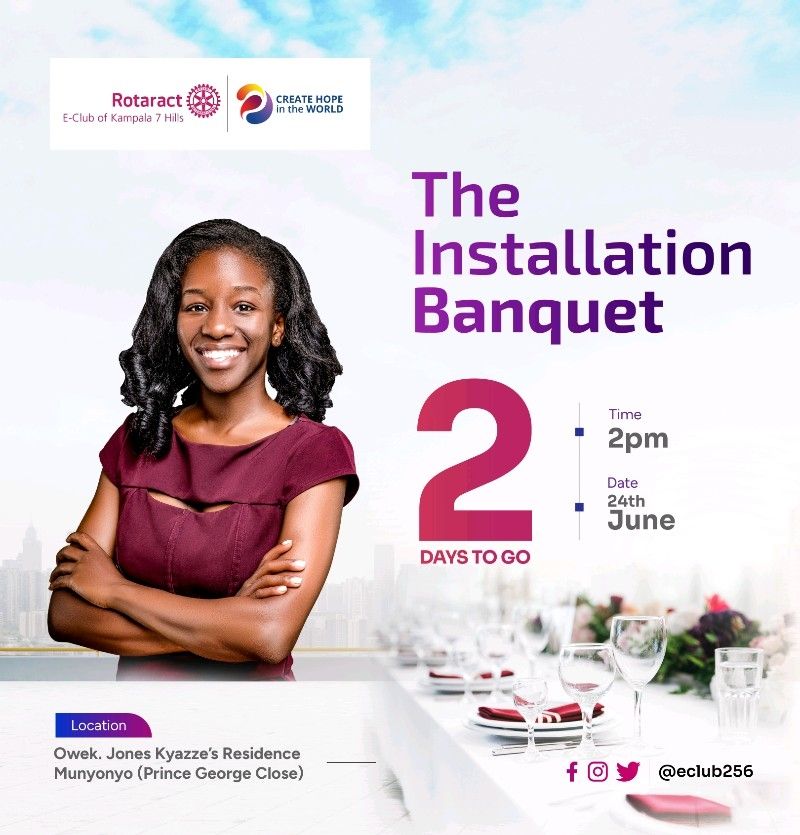 Rotaract
E-Club of Kampala 7 Hills
CREATE HOPE
in the WORLD
The
Installation
Banquet
2
DAYS TO GO
Time
2pm
Date
24th
June
Location
Owek. Jones Kyazze's Residence
Munyonyo (Prince George Close)
@eclub256